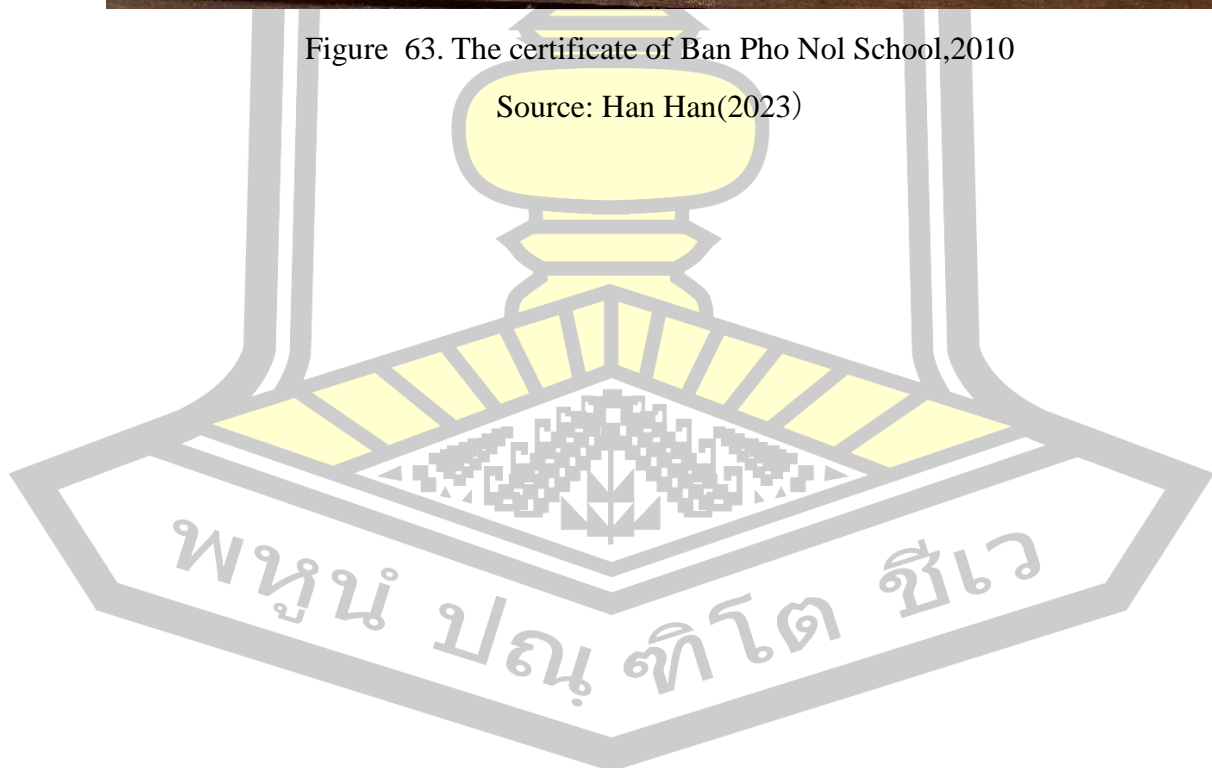 Figure  63. The certificate of Ban Pho Nol School,2010
Source: Han Han(2023）
พหูนํ ปณฺฑิโต ชีเว